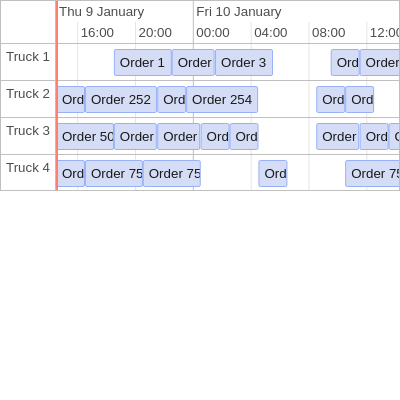 Thu 9 January Fri 10 January
16:00 20:00 00:00 04:00 08:00 12:00
Truck 1 Order 1 Order Order 3 Ord Order
Truck 2 Ord Order 252 Ord Order 254 Ord Ord
Truck 3 Order 50 Order Order Ord Ord Order Ord
Truck 4 Ord Order 75 Order 75 Ord Order 75